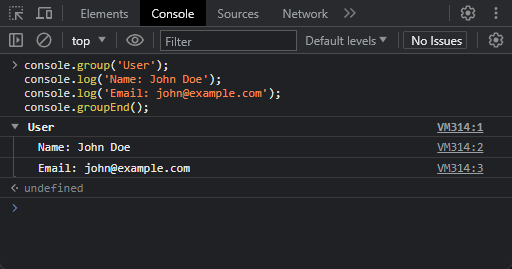 Elements Console Sources Network
top Filter Default levels No Issues
console.group('User');
console.log('Name: John Doe');
console.log('Email: john@example.com');
console.groupEnd();
User VM314:1
Name: John Doe VM314:2
Email: john@example.com VM314:3
undefined